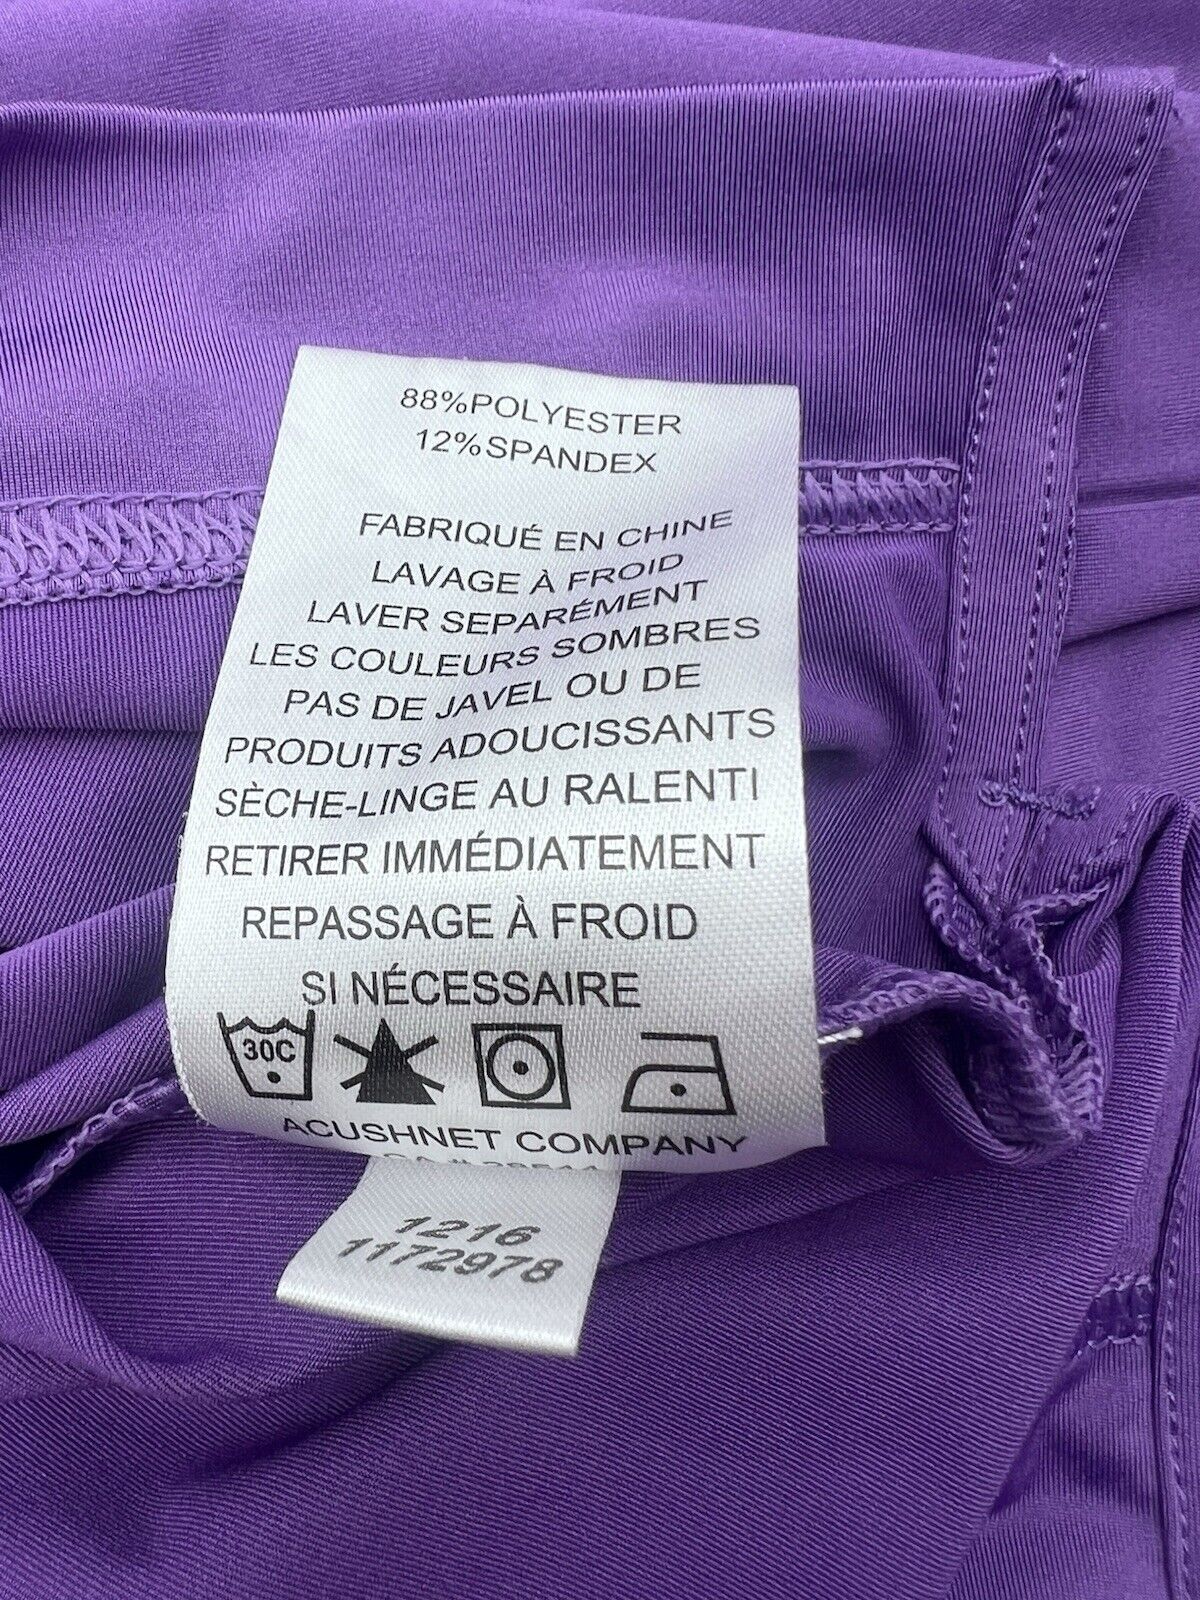 88%POLYESTER
12%SPANDEX
FABRIQUÉ EN CHINE
LAVAGE À FROID
LAVER SEPARÉMENT
LES COULEURS SOMBRES
PAS DE JAVEL OU DE
PRODUITS ADOUCISSANTS
SÈCHE-LINGE AU RALENTI
RETIRER IMMÉDIATEMENT
REPASSAGE À FROID
SI NÉCESSAIRE
30C
ACUSHNET COMPANY
1216
1172978